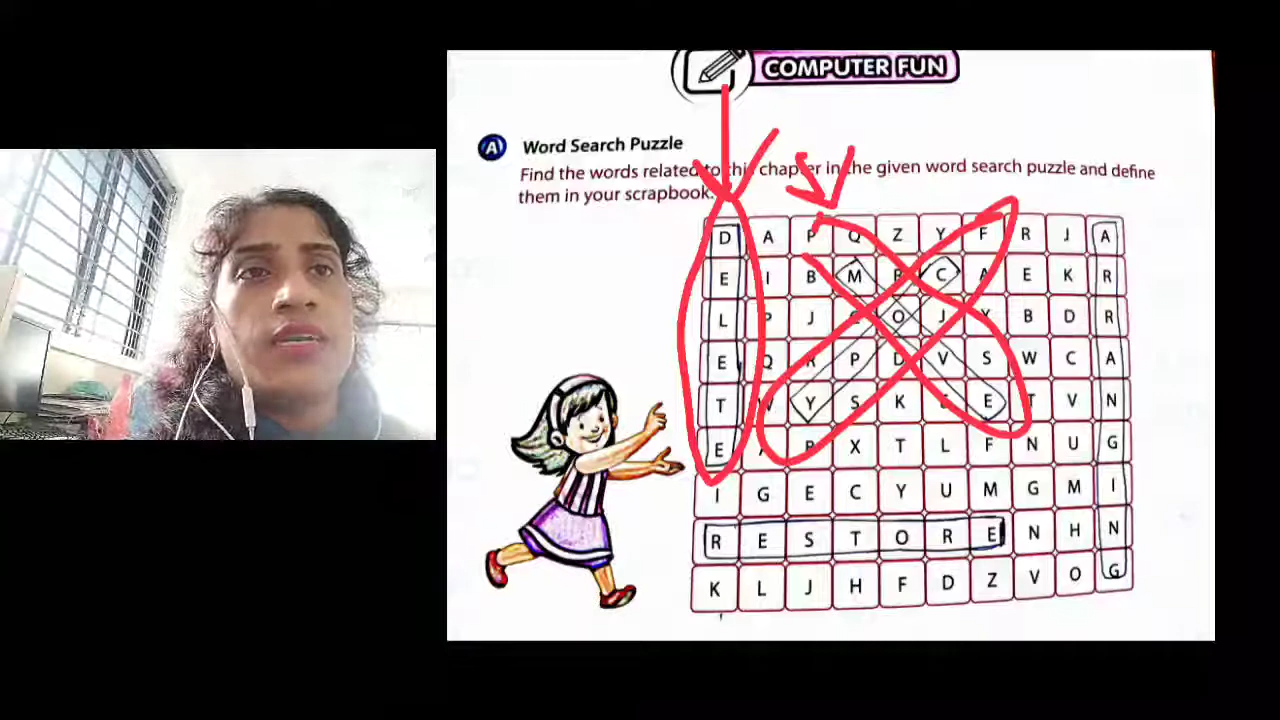 COMPUTER FUN
A Word Search Puzzle
Find the words related to this chapter in the given word search puzzle and define
them in your scrapbook.
D A P Q Z Y F R J A
E I B M R C A E K R
L P J C O J Y B D R
E Q R P D V S W C A
T Y S K E T V N
E X T L F N U G
I G E C Y U M G M I
R E S T O R E N H N
K L J H F D Z V O G